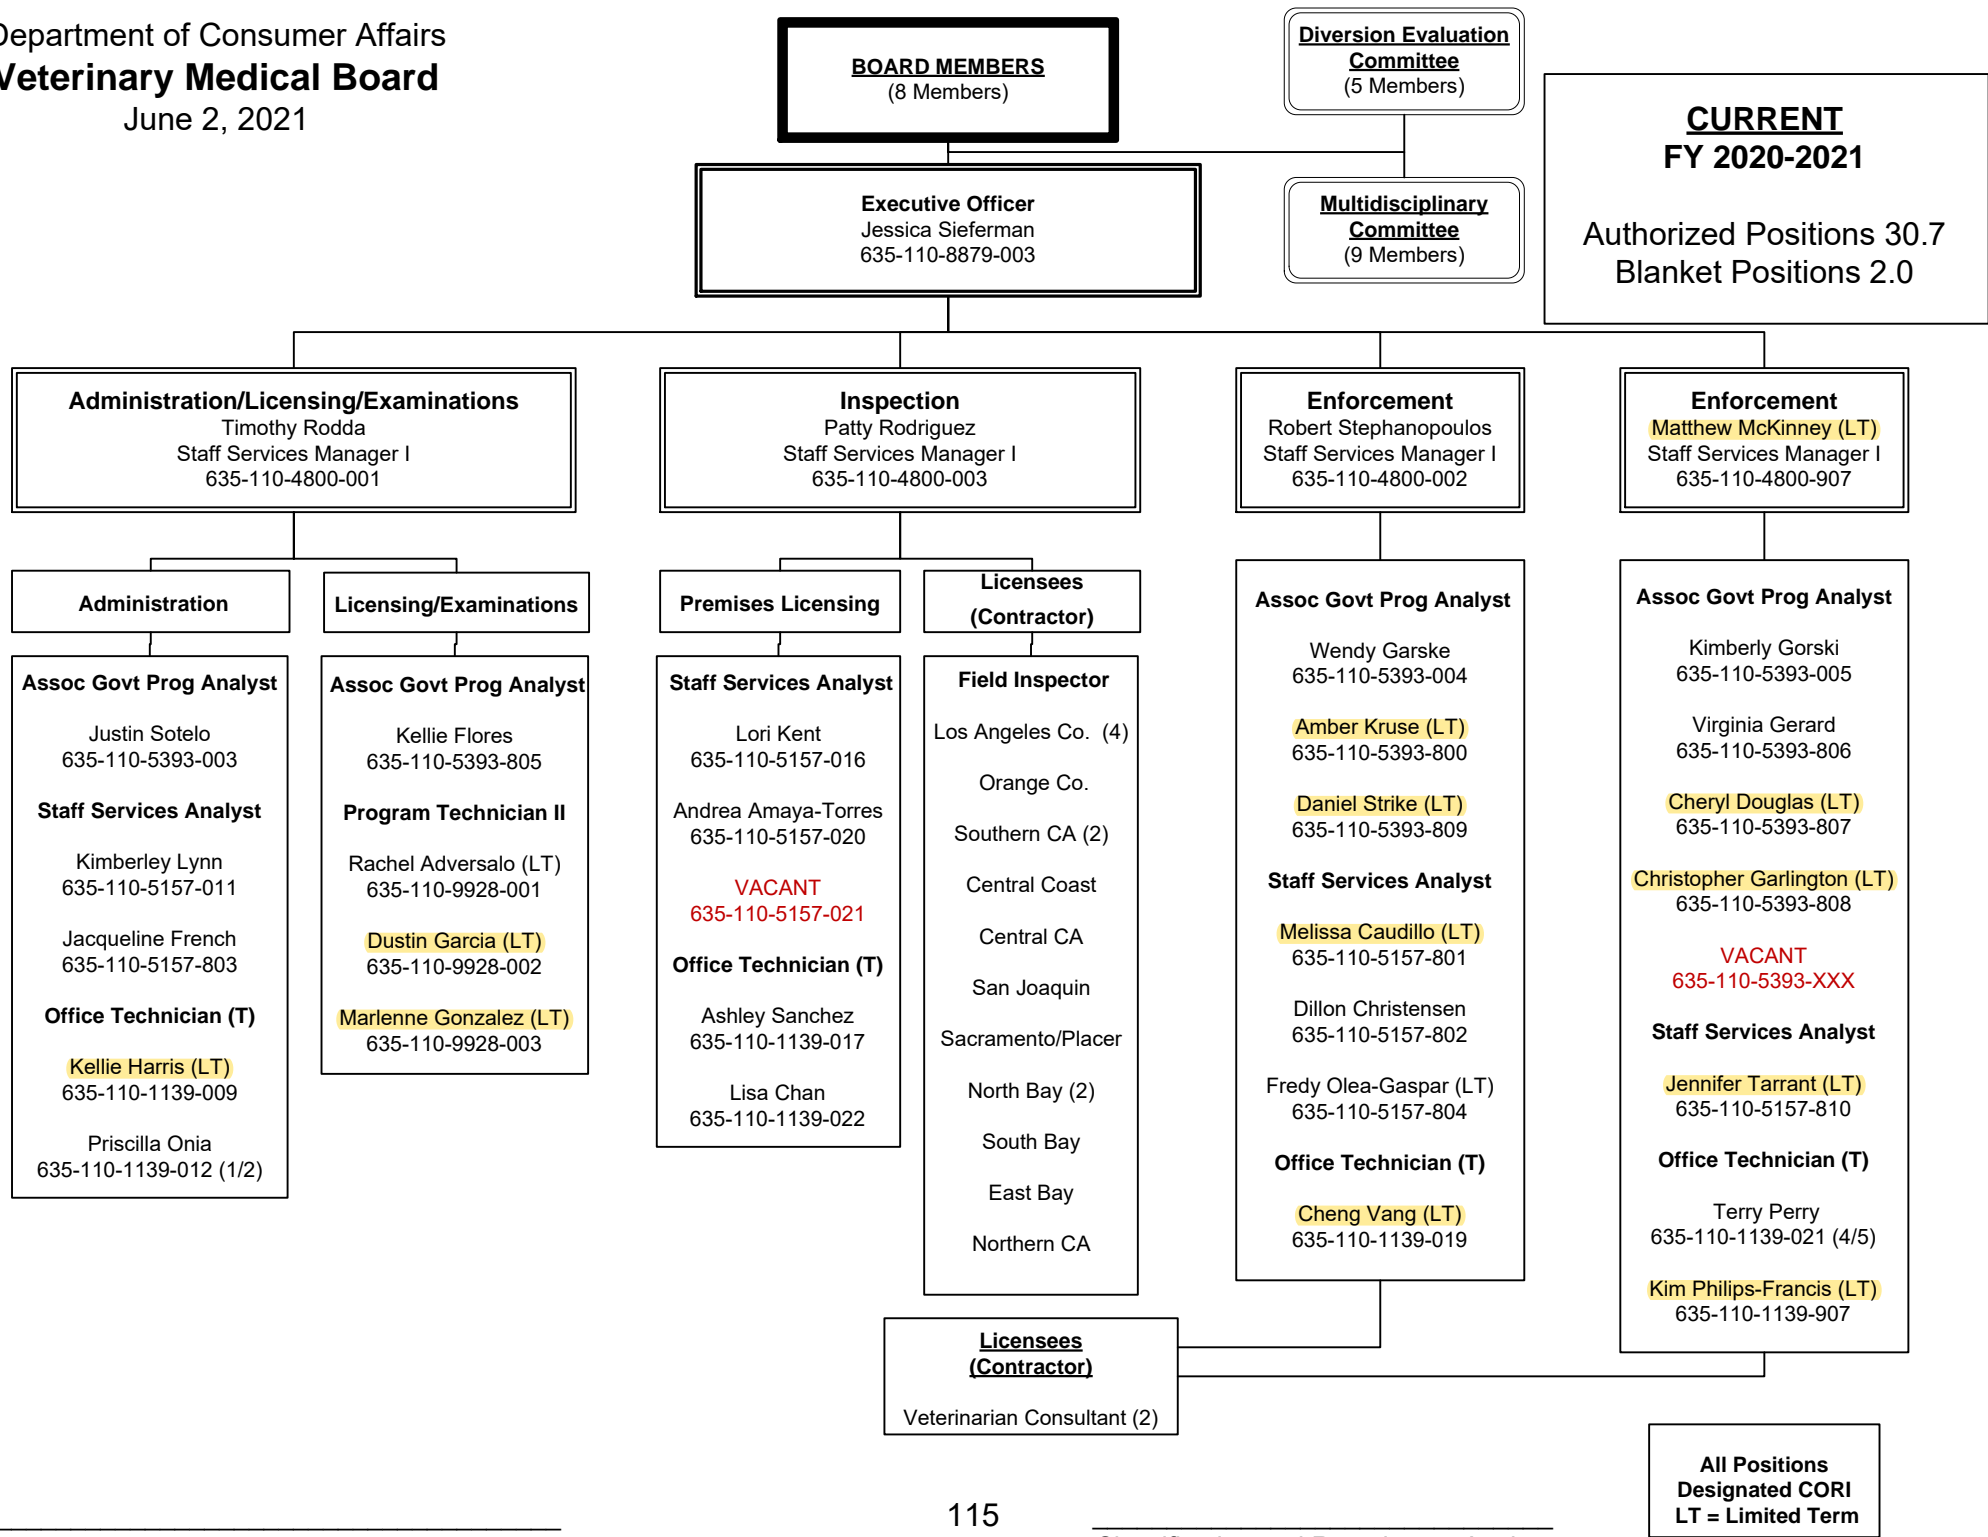 Department of Consumer Affairs
Veterinary Medical Board
June 2, 2021
BOARD MEMBERS
(8 Members)
Diversion Evaluation
Committee
(5 Members)
Multidisciplinary
Committee
(9 Members)
CURRENT
FY 2020-2021
Authorized Positions 30.7
Blanket Positions 2.0
Executive Officer
Jessica Sieferman
635-110-8879-003
Administration/Licensing/Examinations
Timothy Rodda
Staff Services Manager I
635-110-4800-001
Inspection
Patty Rodriguez
Staff Services Manager I
635-110-4800-003
Enforcement
Robert Stephanopoulos
Staff Services Manager I
635-110-4800-002
Enforcement
Matthew McKinney (LT)
Staff Services Manager I
635-110-4800-907
Administration
Assoc Govt Prog Analyst
Justin Sotelo
635-110-5393-003
Staff Services Analyst
Kimberley Lynn
635-110-5157-011
Jacqueline French
635-110-5157-803
Office Technician (T)
Kellie Harris (LT)
635-110-1139-009
Priscilla Onia
635-110-1139-012 (1/2)
Licensing/Examinations
Assoc Govt Prog Analyst
Kellie Flores
635-110-5393-805
Program Technician II
Rachel Adversalo (LT)
635-110-9928-001
Dustin Garcia (LT)
635-110-9928-002
Marlenne Gonzalez (LT)
635-110-9928-003
Premises Licensing
Staff Services Analyst
Lori Kent
635-110-5157-016
Andrea Amaya-Torres
635-110-5157-020
VACANT
635-110-5157-021
Office Technician (T)
Ashley Sanchez
635-110-1139-017
Lisa Chan
635-110-1139-022
Licensees
(Contractor)
Field Inspector
Los Angeles Co. (4)
Orange Co.
Southern CA (2)
Central Coast
Central CA
San Joaquin
Sacramento/Placer
North Bay (2)
South Bay
East Bay
Northern CA
Assoc Govt Prog Analyst
Wendy Garske
635-110-5393-004
Amber Kruse (LT)
635-110-5393-800
Daniel Strike (LT)
635-110-5393-809
Staff Services Analyst
Melissa Caudillo (LT)
635-110-5157-801
Dillon Christensen
635-110-5157-802
Fredy Olea-Gaspar (LT)
635-110-5157-804
Office Technician (T)
Cheng Vang (LT)
635-110-1139-019
Assoc Govt Prog Analyst
Kimberly Gorski
635-110-5393-005
Virginia Gerard
635-110-5393-806
Cheryl Douglas (LT)
635-110-5393-807
Christopher Garlington (LT)
635-110-5393-808
VACANT
635-110-5393-XXX
Staff Services Analyst
Jennifer Tarrant (LT)
635-110-5157-810
Office Technician (T)
Terry Perry
635-110-1139-021 (4/5)
Kim Philips-Francis (LT)
635-110-1139-907
Licensees
(Contractor)
Veterinarian Consultant (2)
All Positions
Designated CORI
LT = Limited Term
115